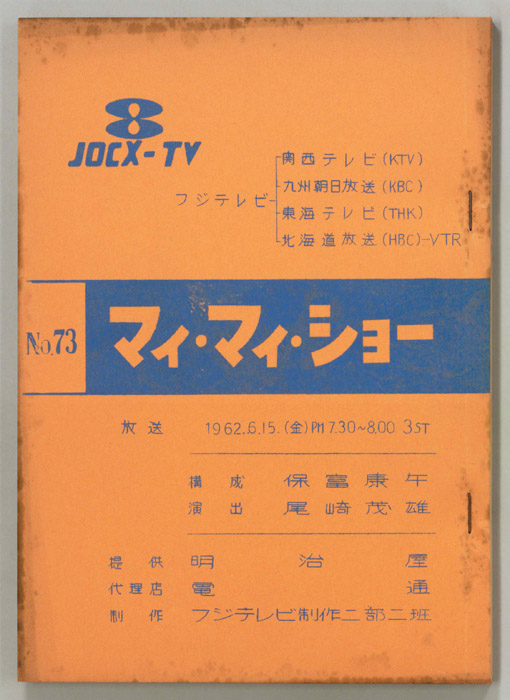 8
JOCX-TV
フジテレビ
関西テレビ(KTV)
九州朝日放送(KBC)
東海テレビ(THK)
北海道放送(HBC)-VTR
No.73
マイ・マイ・ショー
放送 1962.6.15.(金)PM7.30~8.00 3ST
構成 保富康午
演出 尾崎茂雄
提供 明治屋
代理店 電通
制作 フジテレビ制作二部二班